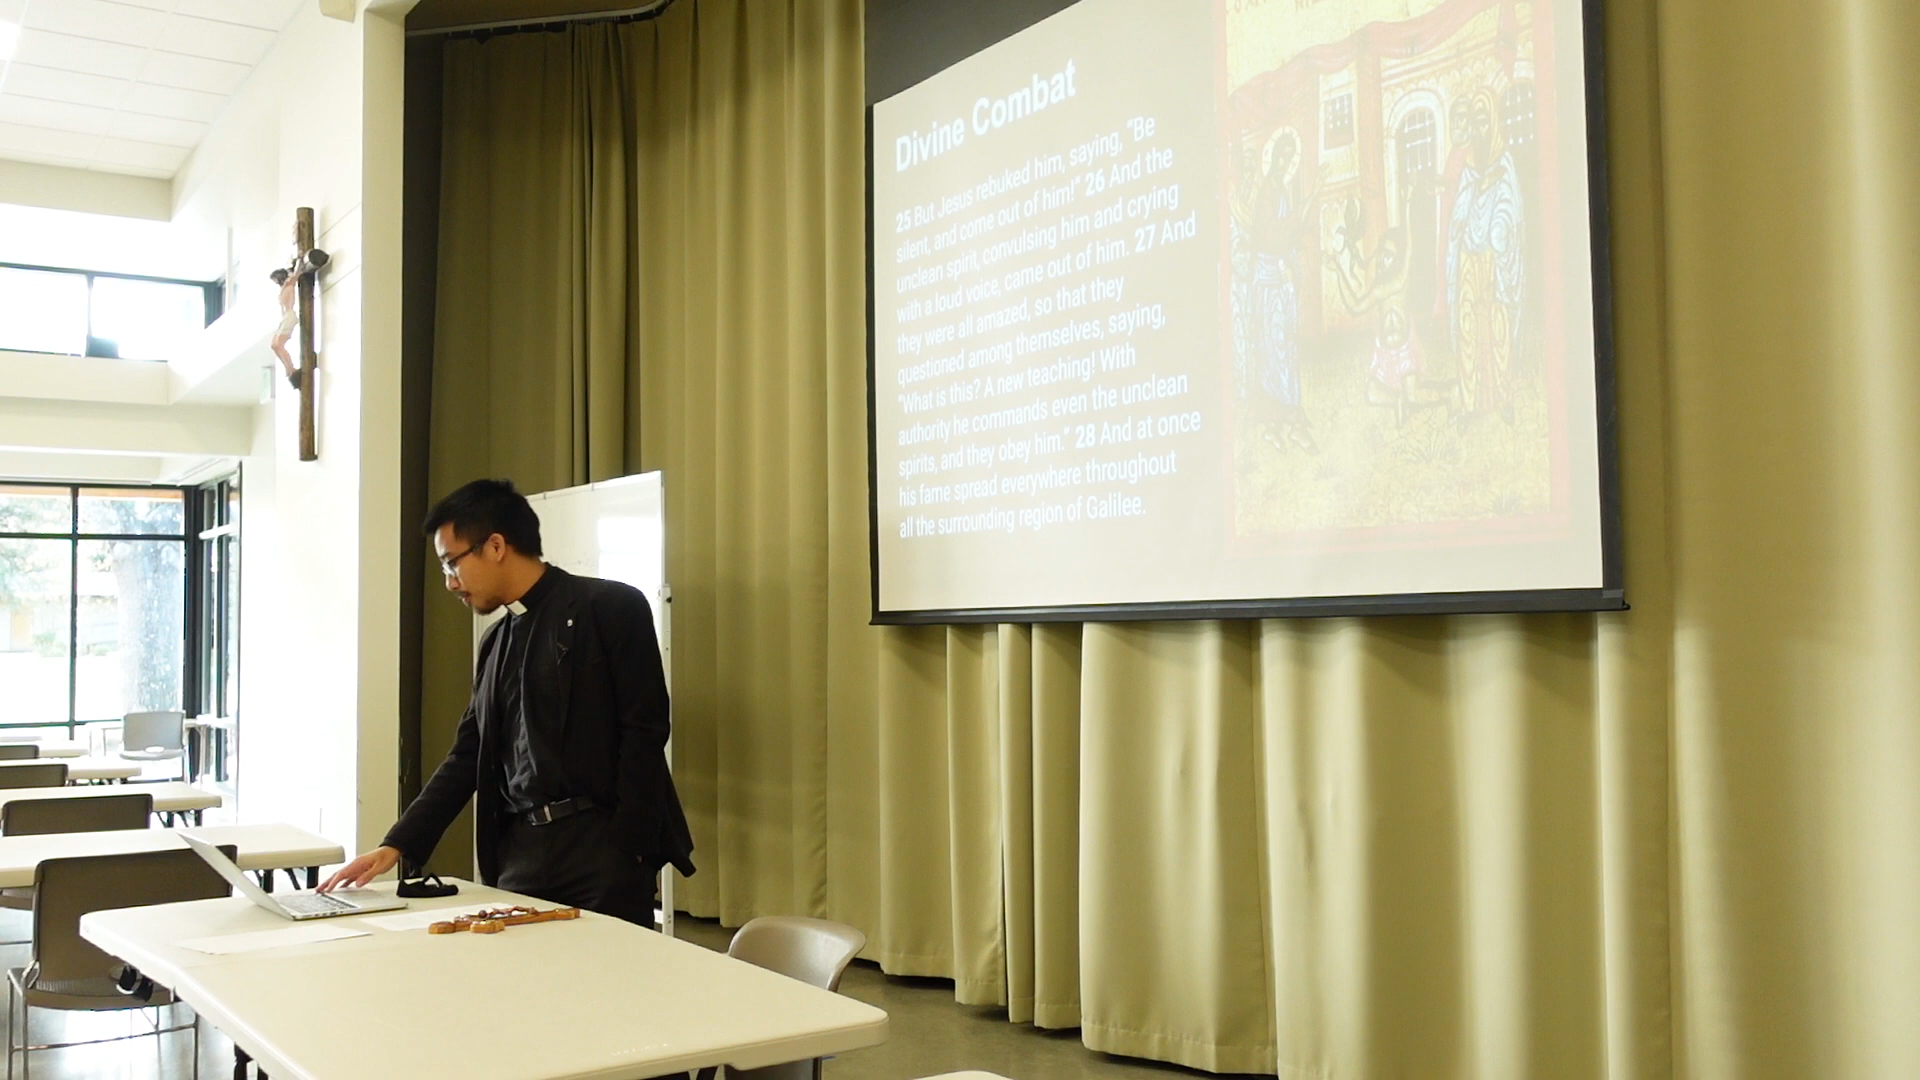 Divine Combat
25 But Jesus rebuked him, saying, “Be
silent, and come out of him!” 26 And the
unclean spirit, convulsing him and crying
with a loud voice, came out of him. 27 And
they were all amazed, so that they
questioned among themselves, saying,
“What is this? A new teaching! With
authority he commands even the unclean
spirits, and they obey him.” 28 And at once
his fame spread everywhere throughout
all the surrounding region of Galilee.